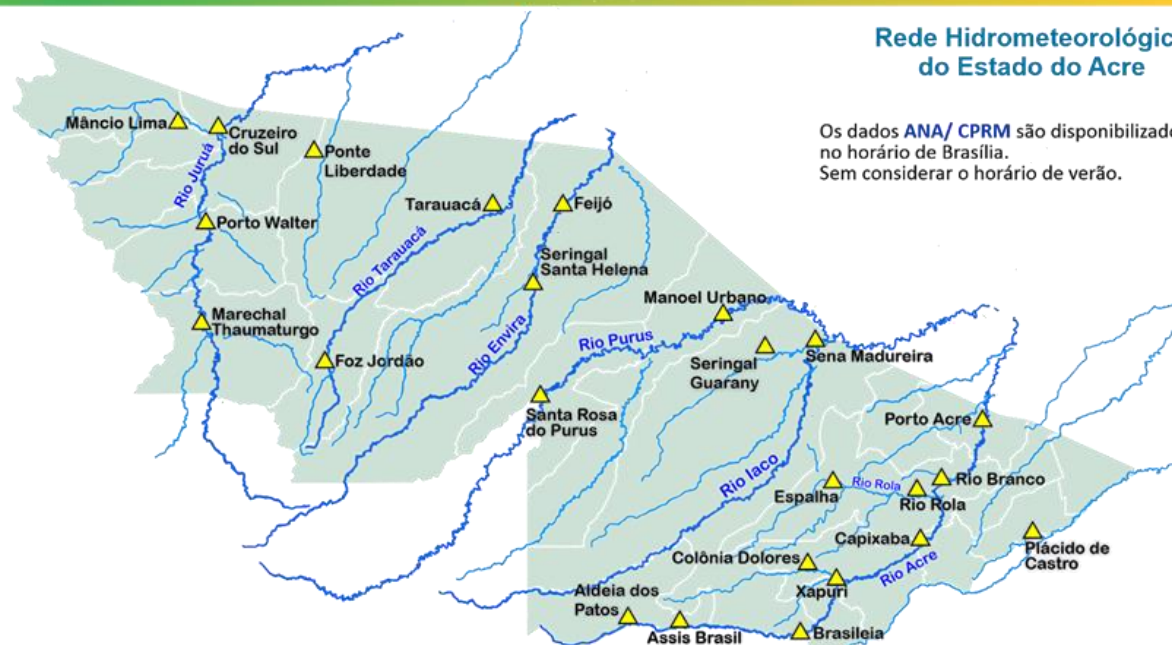 Rede Hidrometeorológic
do Estado do Acre
Os dados ANA/ CPRM são disponibilizado
no horário de Brasília.
Sem considerar o horário de verão.
Mâncio Lima
Cruzeiro
do Sul
Ponte
Liberdade
Rio Juruá
Porto Walter
Tarauacá
Feijó
Rio Tarauacá
Seringal
Santa Helena
Marechal
Thaumaturgo
Foz Jordão
Rio Envira
Manoel Urbano
Rio Purus
Seringal
Guarany
Sena Madureira
Santa Rosa
do Purus
Porto Acre
Rio Iaco
Espalha
Rio Rola
Rio Rola
Rio Branco
Capixaba
Plácido de
Castro
Colônia Dolores
Rio Acre
Xapuri
Aldeia dos
Patos
Assis Brasil
Brasileia